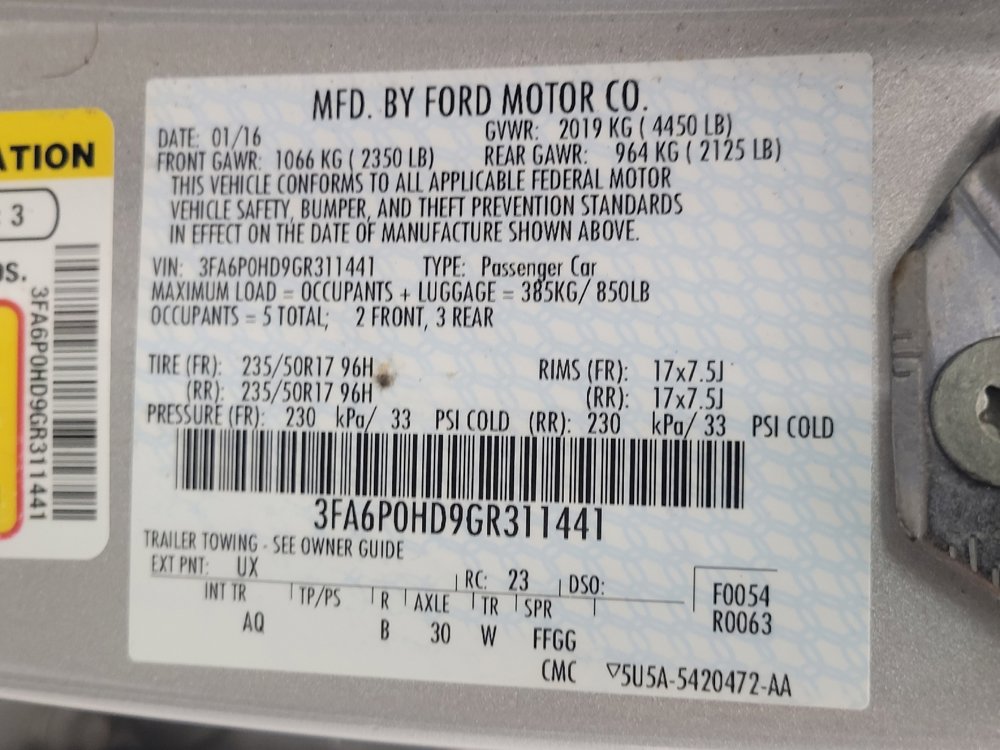 ATION
: 3
DS.
3FA6P0HD9GR311441
MFD. BY FORD MOTOR CO.
DATE: 01/16 GVWR: 2019 KG ( 4450 LB)
FRONT GAWR: 1066 KG ( 2350 LB) REAR GAWR: 964 KG ( 2125 LB)
THIS VEHICLE CONFORMS TO ALL APPLICABLE FEDERAL MOTOR
VEHICLE SAFETY, BUMPER, AND THEFT PREVENTION STANDARDS
IN EFFECT ON THE DATE OF MANUFACTURE SHOWN ABOVE.
VIN: 3FA6P0HD9GR311441 TYPE: Passenger Car
MAXIMUM LOAD = OCCUPANTS + LUGGAGE = 385KG/ 850LB
OCCUPANTS = 5 TOTAL; 2 FRONT, 3 REAR
TIRE (FR): 235/50R17 96H RIMS (FR): 17x7.5J
(RR): 235/50R17 96H (RR): 17x7.5J
PRESSURE (FR): 230 kPa/ 33 PSI COLD (RR): 230 kPa/ 33 PSI COLD
3FA6P0HD9GR311441
TRAILER TOWING - SEE OWNER GUIDE
EXT PNT: UX RC: 23 DSO:
INT TR TP/PS R AXLE TR SPR F0054
AQ B 30 W FFGG R0063
CMC ▽5U5A-5420472-AA